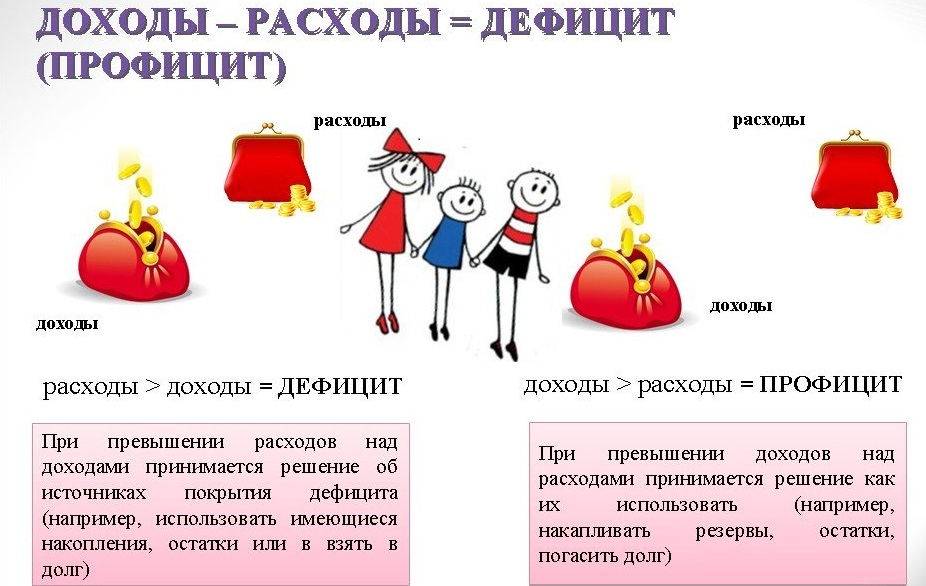 ДОХОДЫ – РАСХОДЫ = ДЕФИЦИТ
(ПРОФИЦИТ)
расходы
расходы
доходы
доходы
расходы > доходы = ДЕФИЦИТ
доходы > расходы = ПРОФИЦИТ
При превышении расходов над
доходами принимается решение об
источниках покрытия дефицита
(например, использовать имеющиеся
накопления, остатки или в взять в
долг)
При превышении доходов над
расходами принимается решение как
их использовать (например,
накапливать резервы, остатки,
погасить долг)